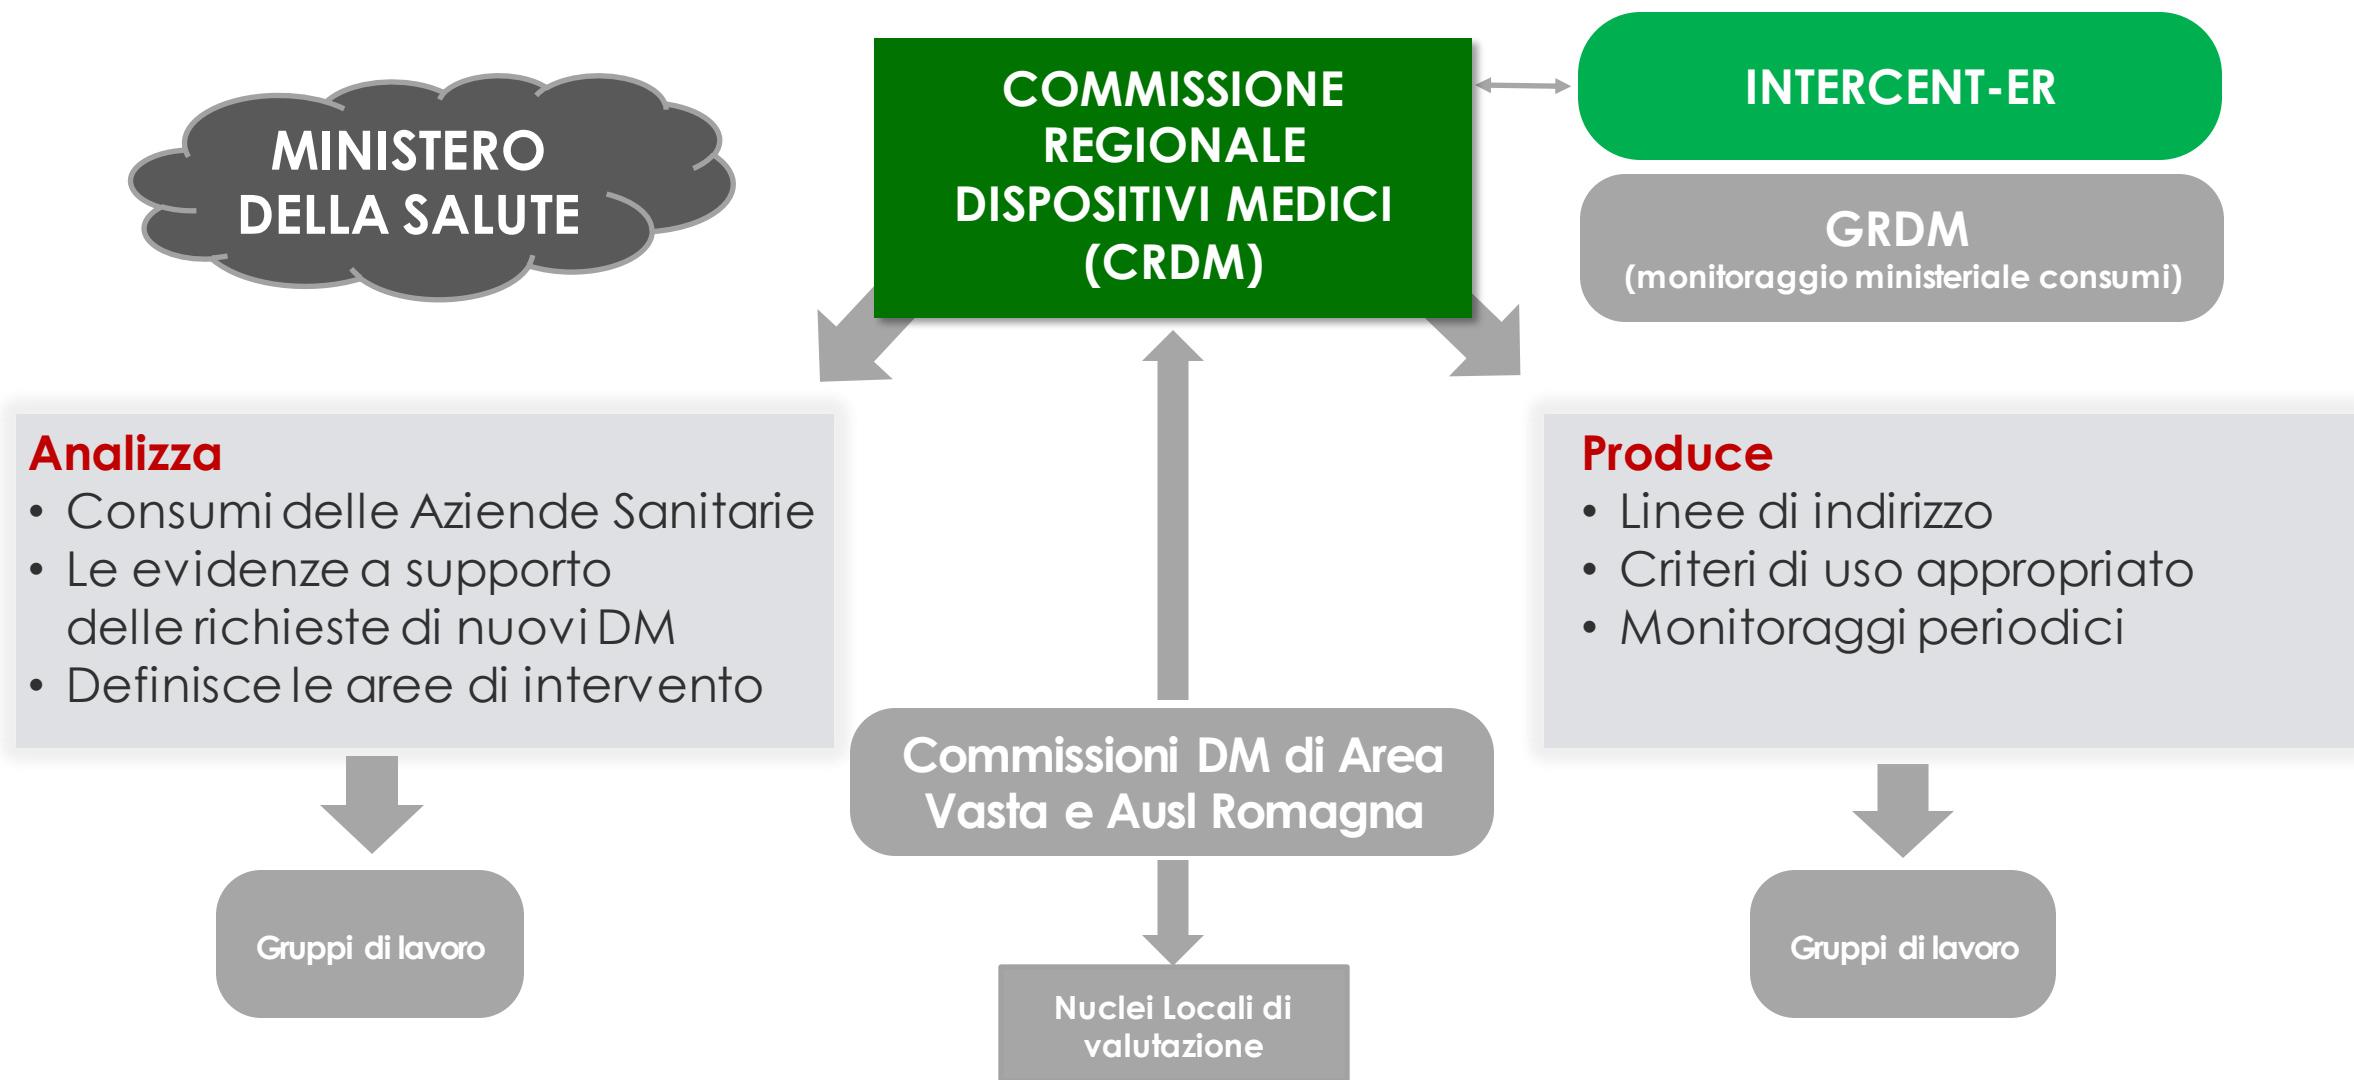 MINISTERO
DELLA SALUTE
COMMISSIONE
REGIONALE
DISPOSITIVI MEDICI
(CRDM)
INTERCENT-ER
GRDM
(monitoraggio ministeriale consumi)
Analizza
• Consumi delle Aziende Sanitarie
• Le evidenze a supporto
delle richieste di nuovi DM
• Definisce le aree di intervento
Produce
• Linee di indirizzo
• Criteri di uso appropriato
• Monitoraggi periodici
Commissioni DM di Area
Vasta e Ausl Romagna
Gruppi di lavoro
Nuclei Locali di
valutazione
Gruppi di lavoro